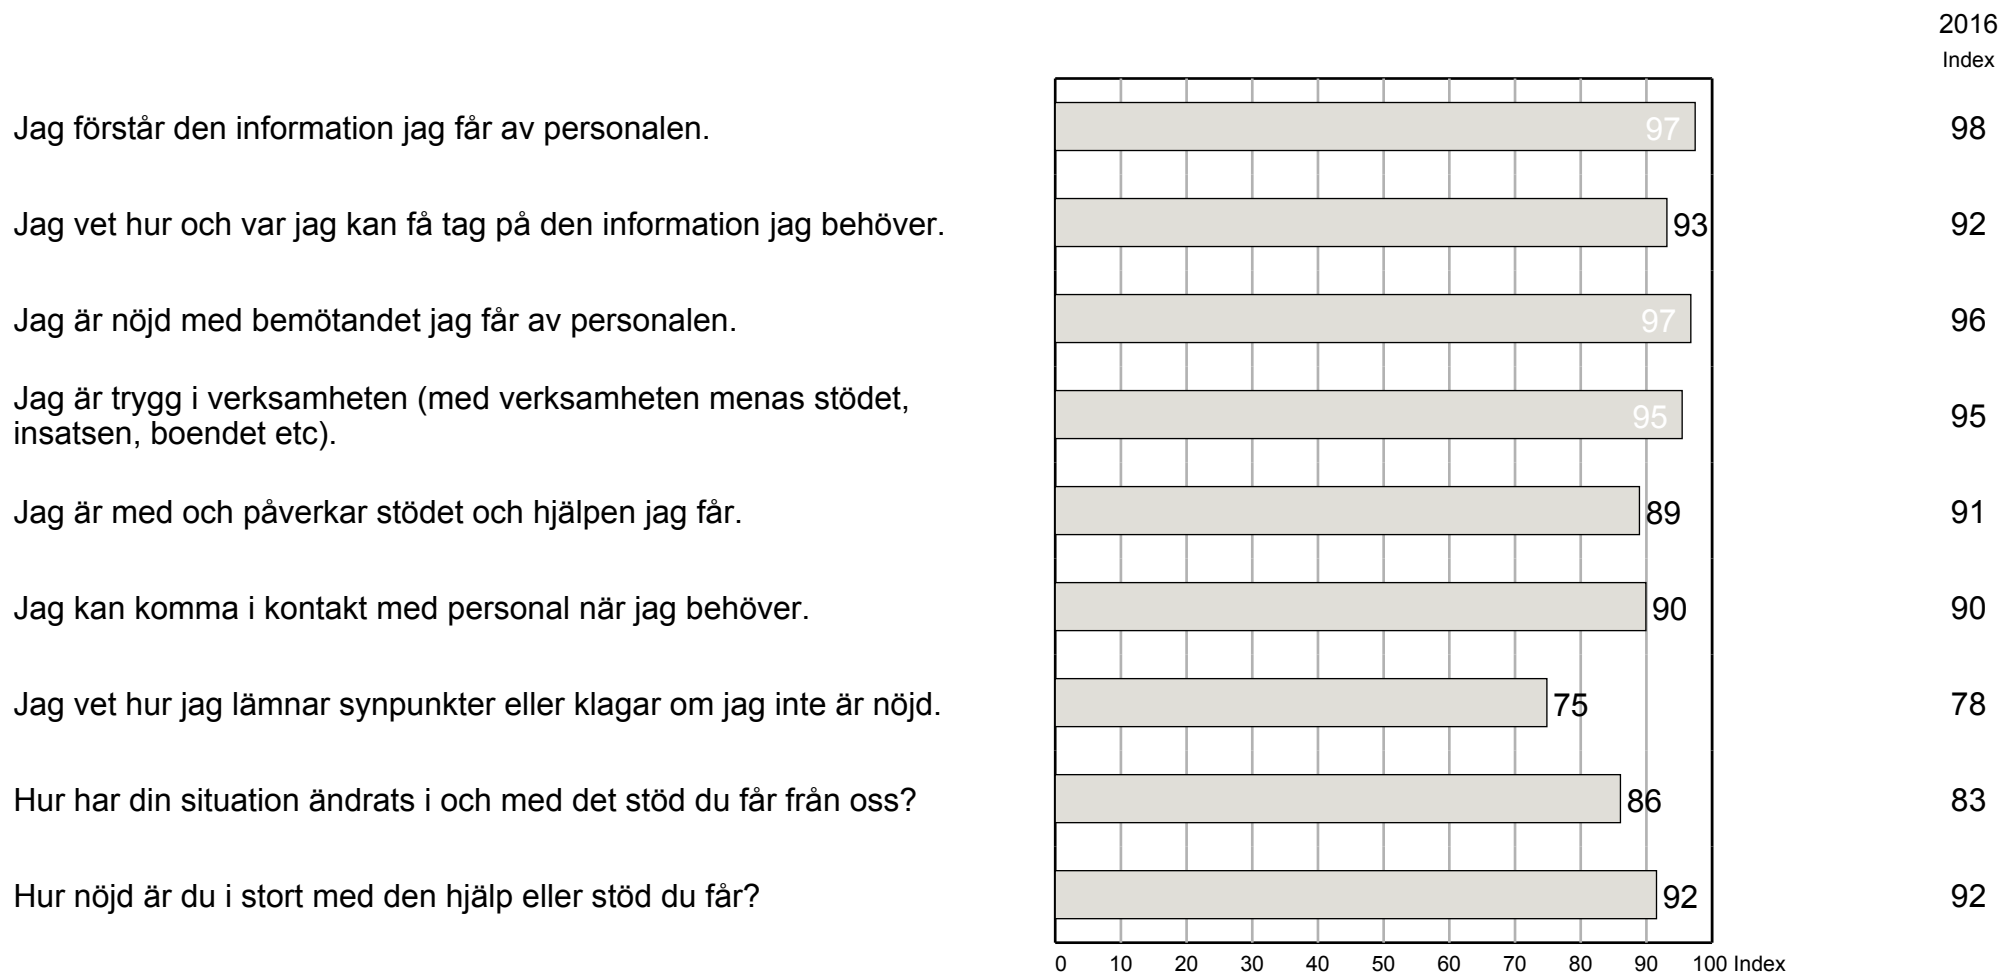 2016
Index
Jag förstår den information jag får av personalen. 97 98
Jag vet hur och var jag kan få tag på den information jag behöver. 93 92
Jag är nöjd med bemötandet jag får av personalen. 97 96
Jag är trygg i verksamheten (med verksamheten menas stödet,
insatsen, boendet etc). 95 95
Jag är med och påverkar stödet och hjälpen jag får. 89 91
Jag kan komma i kontakt med personal när jag behöver. 90 90
Jag vet hur jag lämnar synpunkter eller klagar om jag inte är nöjd. 75 78
Hur har din situation ändrats i och med det stöd du får från oss? 86 83
Hur nöjd är du i stort med den hjälp eller stöd du får? 92 92
0 10 20 30 40 50 60 70 80 90 100 Index